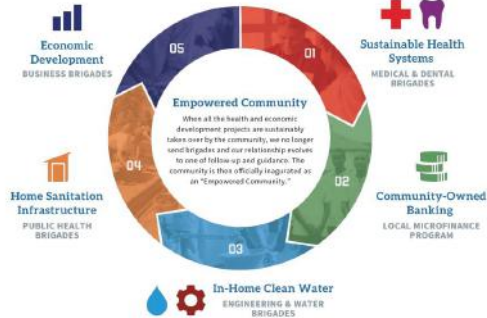 01
Sustainable Health
Systems
MEDICAL & DENTAL
BRIGADES
02
Community-Owned
Banking
LOCAL MICROFINANCE
PROGRAM
03
In-Home Clean Water
ENGINEERING & WATER
BRIGADES
04
Home Sanitation
Infrastructure
PUBLIC HEALTH
BRIGADES
05
Economic
Development
BUSINESS BRIGADES
Empowered Community
When all the health and economic
development projects are sustainably
taken over by the community, we no longer
send brigades and our relationship evolves
to one of follow-up and guidance. The
community is then officially inagurated as
an "Empowered Community."